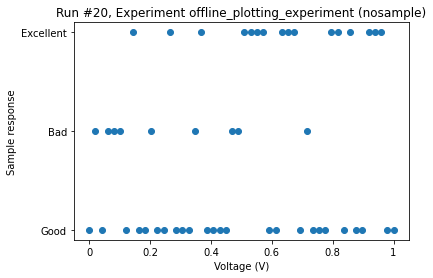 Run #20, Experiment offline_plotting_experiment (nosample)
Excellent
Bad
Good
Sample response
0 0.2 0.4 0.6 0.8 1
Voltage (V)